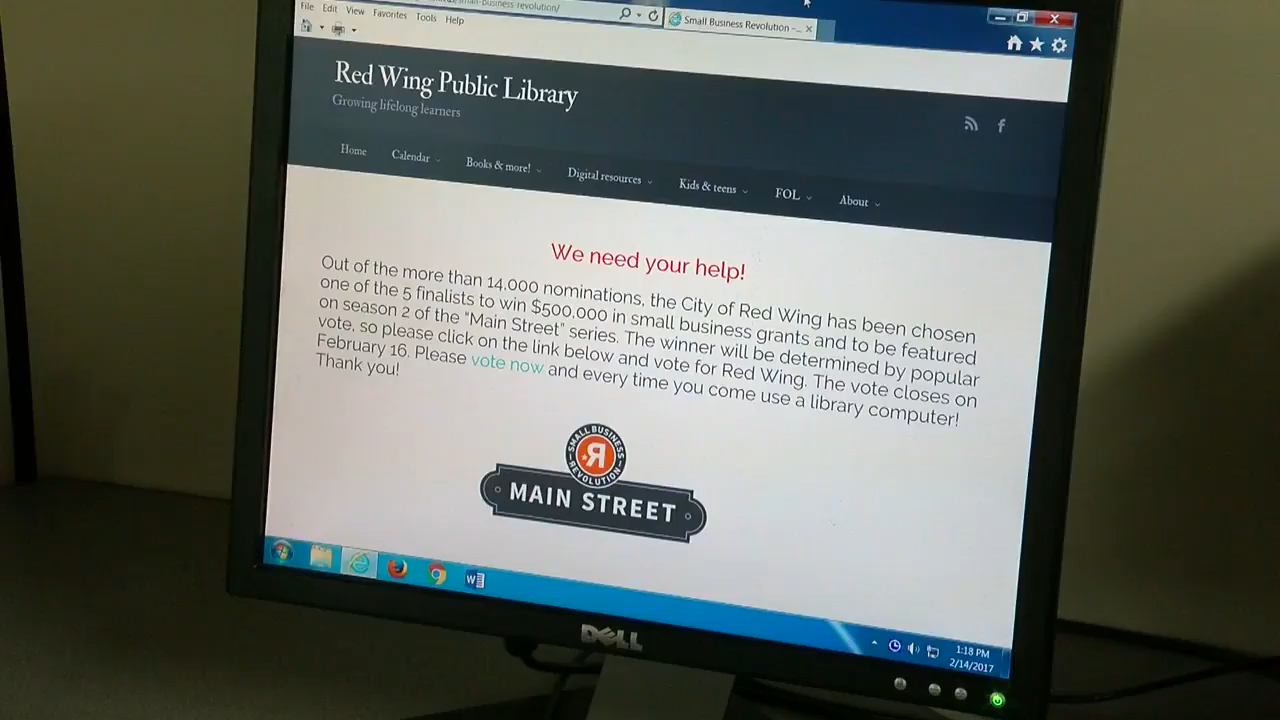 small-business-revolution/
Small Business Revolution –...
File Edit View Favorites Tools Help
Red Wing Public Library
Growing lifelong learners
Home Calendar Books & more! Digital resources Kids & teens FOL About
We need your help!
Out of the more than 14,000 nominations, the City of Red Wing has been chosen
one of the 5 finalists to win $500,000 in small business grants and to be featured
on season 2 of the "Main Street" series. The winner will be determined by popular
vote, so please click on the link below and vote for Red Wing. The vote closes on
February 16. Please vote now and every time you come use a library computer!
Thank you!
SMALL BUSINESS
R
REVOLUTION
MAIN STREET
1:18 PM
2/14/2017
DELL